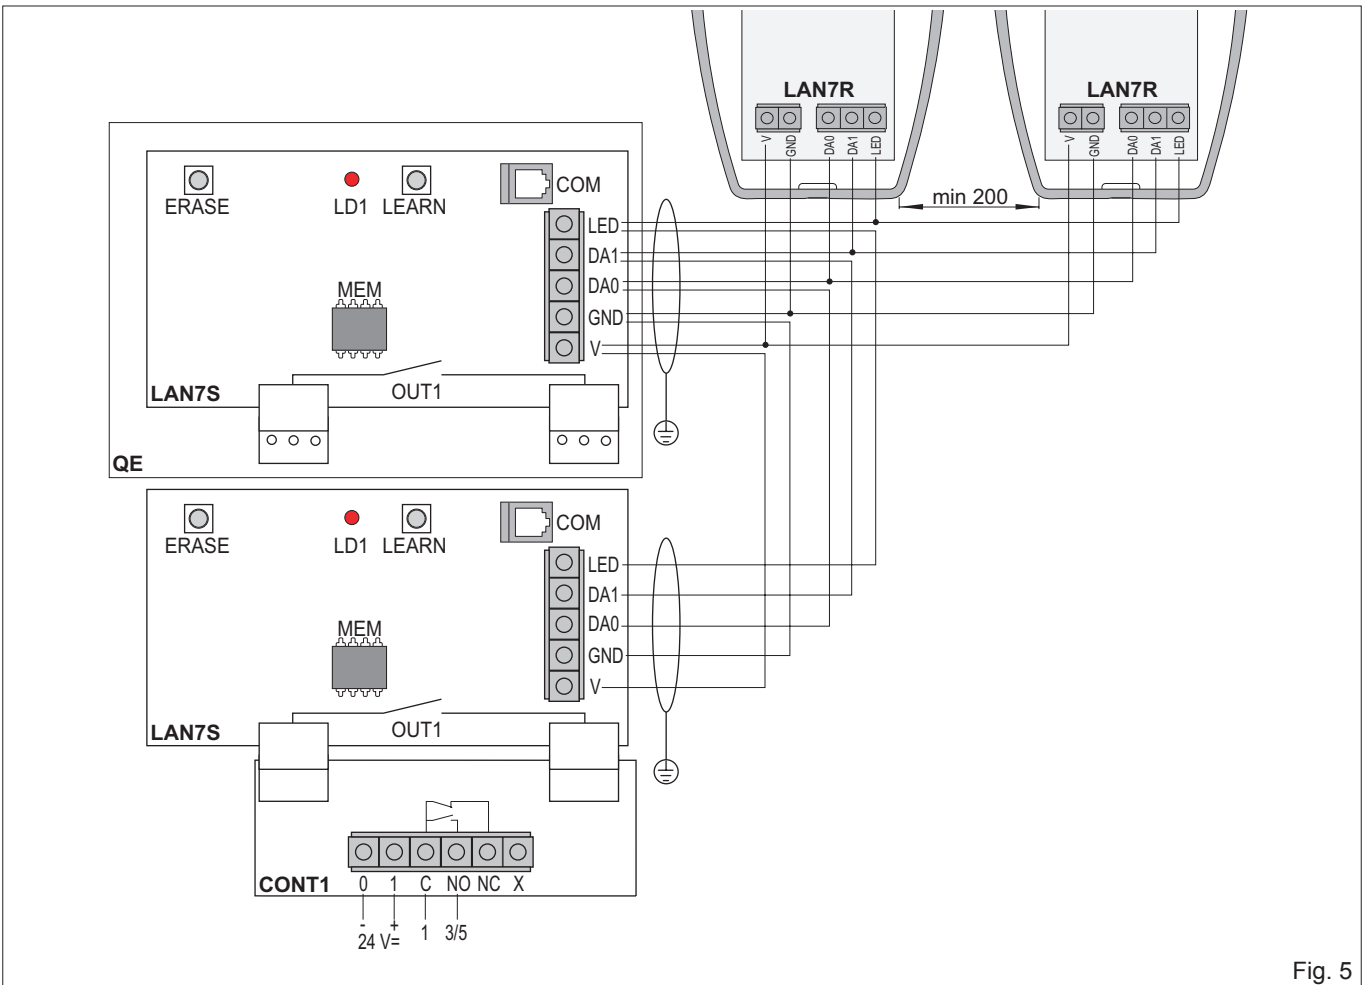 LAN7R
V GND DA0 DA1 LED
LAN7R
V GND DA0 DA1 LED
min 200
ERASE
LD1
LEARN
COM
LED
DA1
DA0
GND
V
MEM
OUT1
LAN7S
QE
ERASE
LD1
LEARN
COM
LED
DA1
DA0
GND
V
MEM
OUT1
LAN7S
CONT1
0 1 C NO NC X
- +
24 V= 1 3/5
Fig. 5